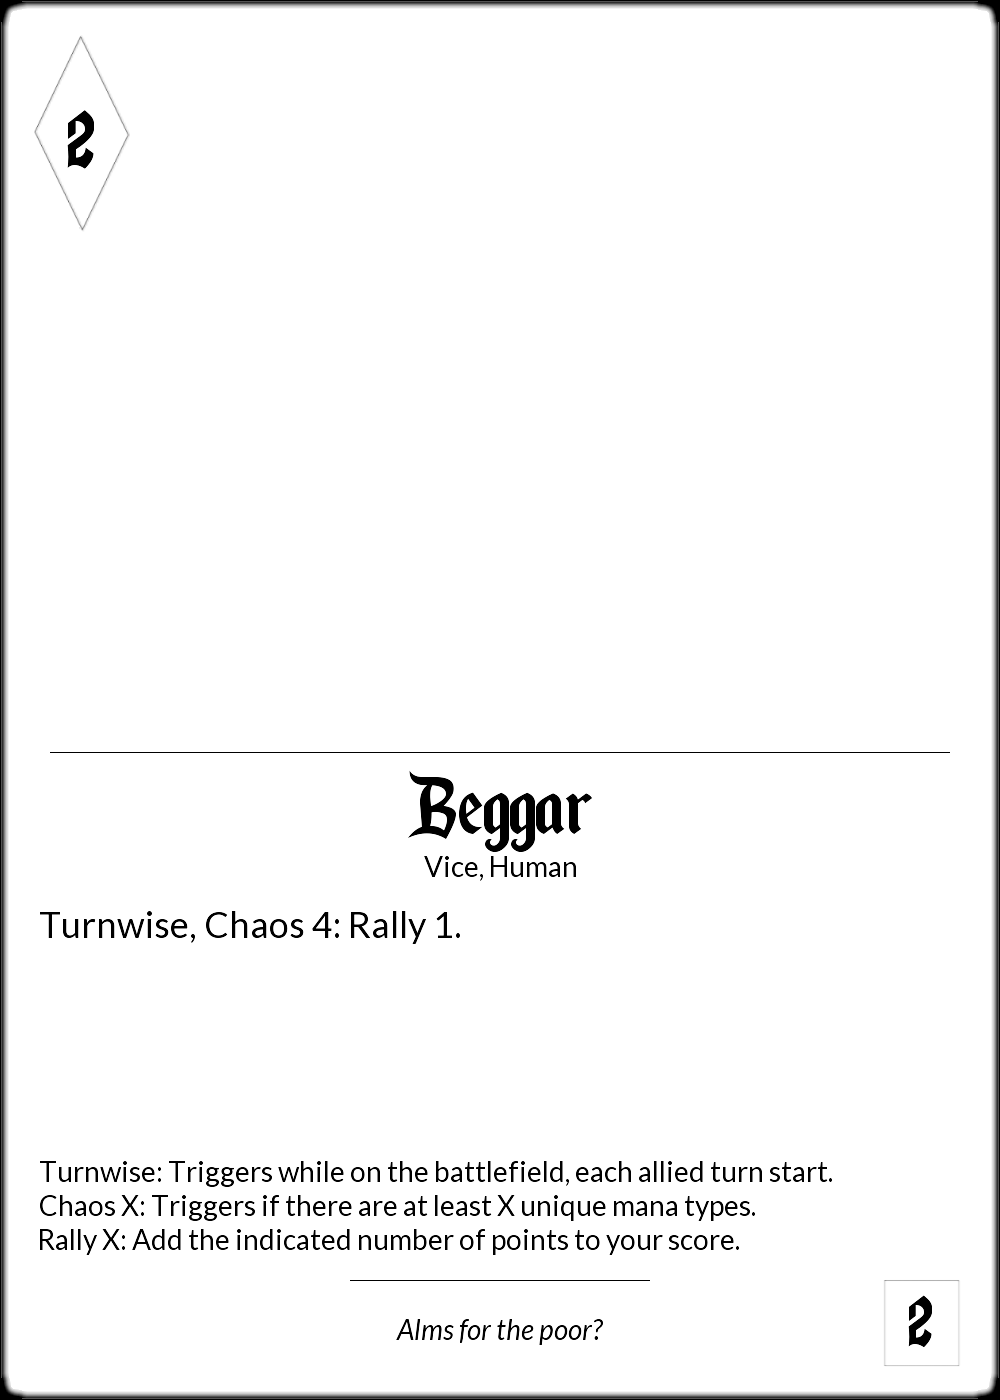 2
Beggar
Vice, Human
Turnwise, Chaos 4: Rally 1.
Turnwise: Triggers while on the battlefield, each allied turn start.
Chaos X: Triggers if there are at least X unique mana types.
Rally X: Add the indicated number of points to your score.
Alms for the poor?
2